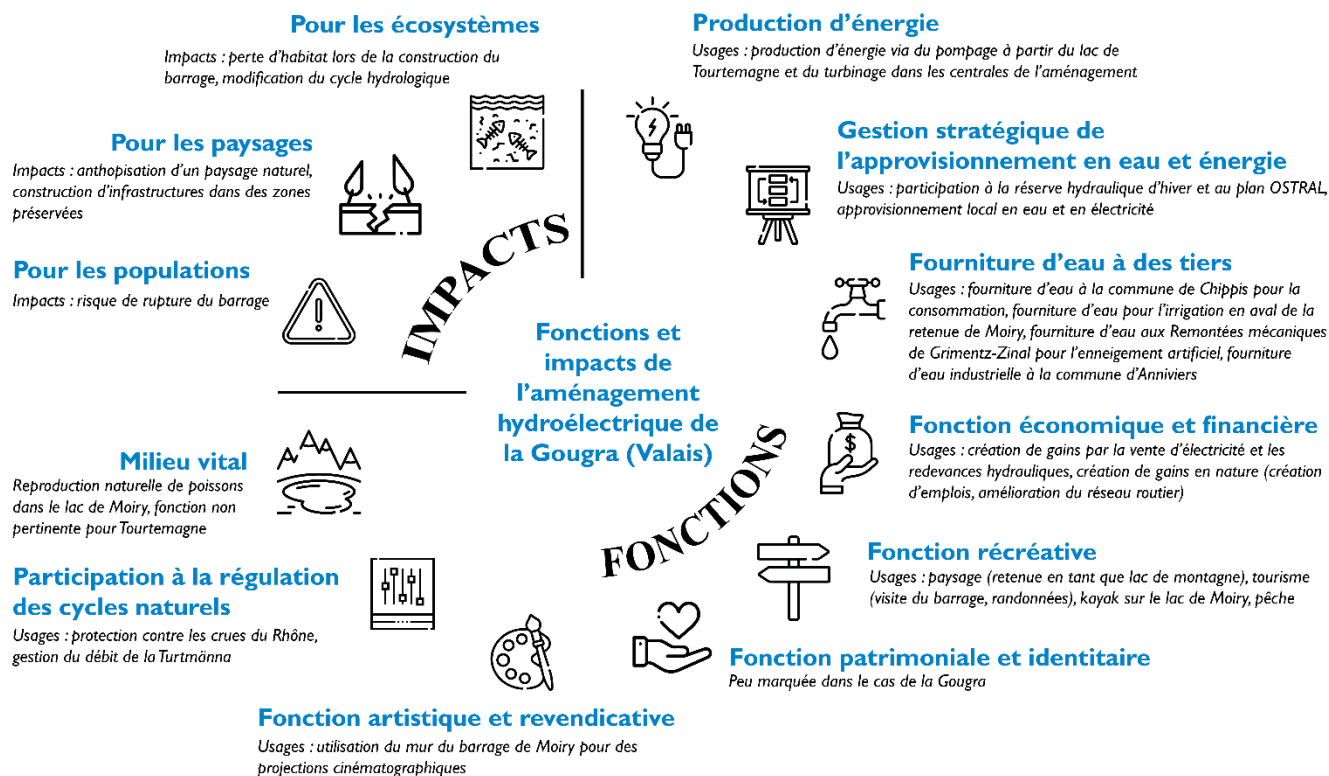 Pour les écosystèmes
Impacts : perte d'habitat lors de la construction du
barrage, modification du cycle hydrologique
Production d'énergie
Usages : production d'énergie via du pompage à partir du lac de
Tourtemagne et du turbinage dans les centrales de l'aménagement
Pour les paysages
Impacts : anthopisation d'un paysage naturel,
construction d'infrastructures dans des zones
préservées
Gestion stratégique de
l'approvisionnement en eau et énergie
Usages : participation à la réserve hydraulique d'hiver et au plan OSTRAL,
approvisionnement local en eau et en électricité
Pour les populations
Impacts : risque de rupture du barrage
IMPACTS
Fourniture d'eau à des tiers
Usages : fourniture d'eau à la commune de Chippis pour la
consommation, fourniture d'eau pour l'irrigation en aval de la
retenue de Moiry, fourniture d'eau aux Remontées mécaniques
de Grimentz-Zinal pour l'enneigement artificiel, fourniture
d'eau industrielle à la commune d'Anniviers
Fonctions et
impacts de
l'aménagement
hydroélectrique de
la Gougra (Valais)
FONCTIONS
Fonction économique et financière
Usages : création de gains par la vente d'électricité et les
redevances hydrauliques, création de gains en nature (création
d'emplois, amélioration du réseau routier)
$
Milieu vital
Reproduction naturelle de poissons
dans le lac de Moiry, fonction non
pertinente pour Tourtemagne
Fonction récréative
Usages : paysage (retenue en tant que lac de montagne), tourisme
(visite du barrage, randonnées), kayak sur le lac de Moiry, pêche
Participation à la régulation
des cycles naturels
Usages : protection contre les crues du Rhône,
gestion du débit de la Turtmänna
Fonction patrimoniale et identitaire
Peu marquée dans le cas de la Gougra
Fonction artistique et revendicative
Usages : utilisation du mur du barrage de Moiry pour des
projections cinématographiques